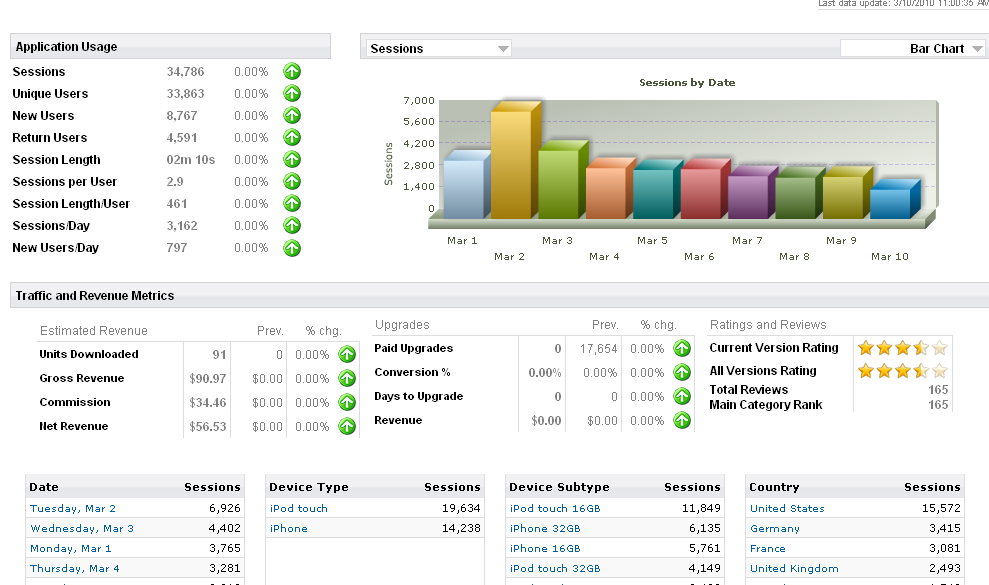 Last data update: 3/10/2010 11:00:36 AM
Application Usage
Sessions 34,786 0.00%
Unique Users 33,863 0.00%
New Users 8,767 0.00%
Return Users 4,591 0.00%
Session Length 02m 10s 0.00%
Sessions per User 2.9 0.00%
Session Length/User 461 0.00%
Sessions/Day 3,162 0.00%
New Users/Day 797 0.00%
Sessions Bar Chart
Sessions by Date
Sessions
7,000
5,600
4,200
2,800
1,400
0
Mar 1 Mar 3 Mar 5 Mar 7 Mar 9
Mar 2 Mar 4 Mar 6 Mar 8 Mar 10
Traffic and Revenue Metrics
Estimated Revenue Prev. % chg.
Units Downloaded 91 0 0.00%
Gross Revenue $90.97 $0.00 0.00%
Commission $34.46 $0.00 0.00%
Net Revenue $56.53 $0.00 0.00%
Upgrades Prev. % chg.
Paid Upgrades 0 17,654 0.00%
Conversion % 0.00% 0.00% 0.00%
Days to Upgrade 0 0 0.00%
Revenue $0.00 $0.00 0.00%
Ratings and Reviews
Current Version Rating
All Versions Rating
Total Reviews 165
Main Category Rank 165
Date Sessions
Tuesday, Mar 2 6,926
Wednesday, Mar 3 4,402
Monday, Mar 1 3,765
Thursday, Mar 4 3,281
Device Type Sessions
iPod touch 19,634
iPhone 14,238
Device Subtype Sessions
iPod touch 16GB 11,849
iPhone 32GB 6,135
iPhone 16GB 5,761
iPod touch 32GB 4,149
Country Sessions
United States 15,572
Germany 3,415
France 3,081
United Kingdom 2,493